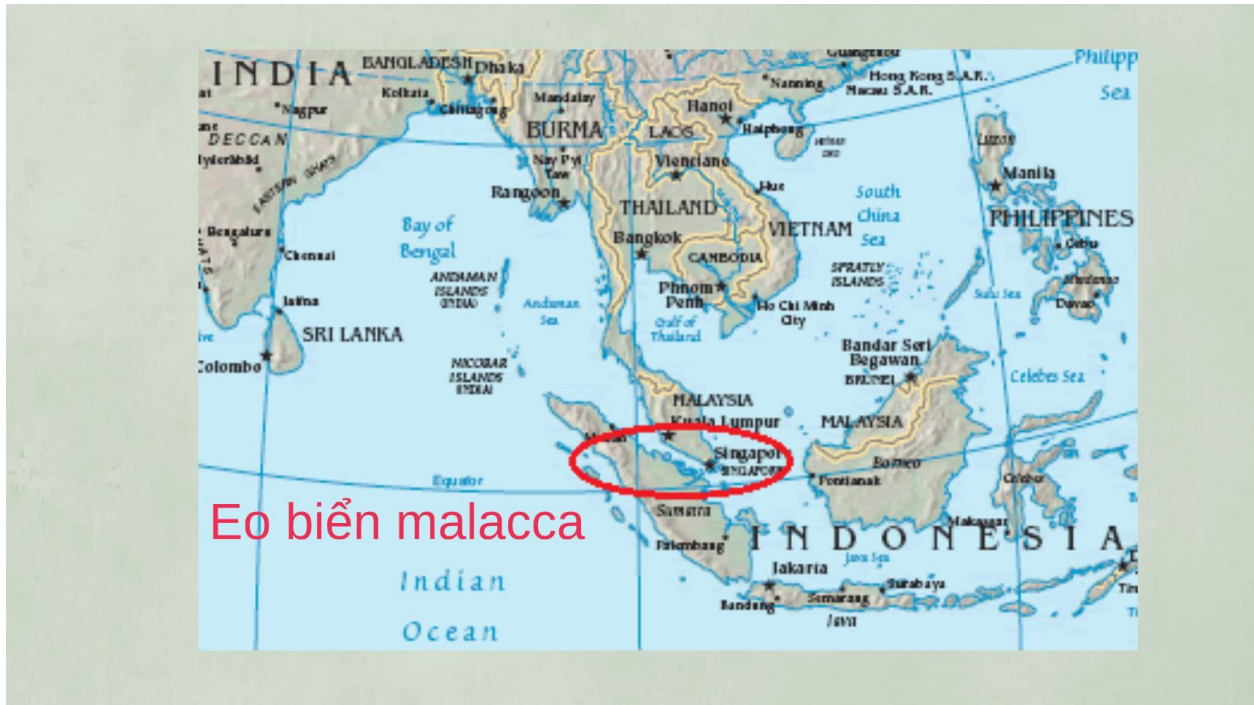 INDIA
BANGLADESH
Dhaka
Kolkata
Chittagong
Nagpur
DECCAN
EASTERN GHATS
Bengaluru
Chennai
Jaffna
SRI LANKA
Colombo
Mandalay
BURMA
Nay Pyi
Taw
Rangoon
Bay of
Bengal
ANDAMAN
ISLANDS
(INDIA)
Andaman
Sea
NICOBAR
ISLANDS
(INDIA)
Hanoi
Haiphong
LAOS
Vientiane
Hue
THAILAND
Bangkok
VIETNAM
CAMBODIA
Phnom
Penh
Ho Chi Minh
City
Gulf of
Thailand
Nanning
Guangzhou
Hong Kong S.A.R.
Macau S.A.R.
South
China
Sea
SPRATLY
ISLANDS
Philipp
Sea
Luzon
Manila
PHILIPPINES
Cebu
Mindanao
Davao
Sulu Sea
Celebes Sea
Bandar Seri
Begawan
BRUNEI
MALAYSIA
Kuala Lumpur
MALAYSIA
Singapor
SINGAPORE
Borneo
Pontianak
Equator
Eo biển malacca
Sumatra
Palembang
INDONESIA
Makassar
Celebes
Java Sea
Jakarta
Surabaya
Bandung
Semarang
Java
Indian
Ocean